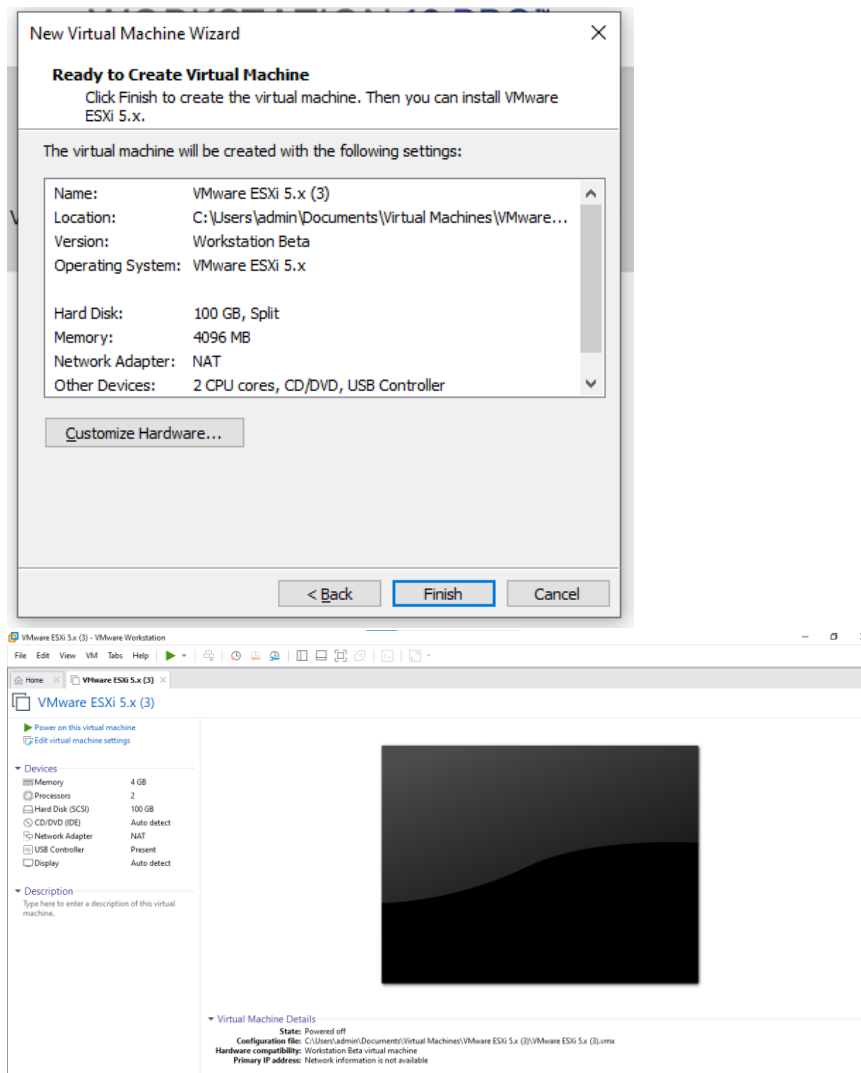 New Virtual Machine Wizard
Ready to Create Virtual Machine
Click Finish to create the virtual machine. Then you can install VMware
ESXi 5.x.
The virtual machine will be created with the following settings:
Name: VMware ESXi 5.x (3)
Location: C:\Users\admin\Documents\Virtual Machines\VMware...
Version: Workstation Beta
Operating System: VMware ESXi 5.x
Hard Disk: 100 GB, Split
Memory: 4096 MB
Network Adapter: NAT
Other Devices: 2 CPU cores, CD/DVD, USB Controller
Customize Hardware...
< Back Finish Cancel
VMware ESXi 5.x (3) - VMware Workstation
File Edit View VM Tabs Help
Home VMware ESXi 5.x (3)
VMware ESXi 5.x (3)
Power on this virtual machine
Edit virtual machine settings
Devices
Memory 4 GB
Processors 2
Hard Disk (SCSI) 100 GB
CD/DVD (IDE) Auto detect
Network Adapter NAT
USB Controller Present
Display Auto detect
Description
Type here to enter a description of this virtual
machine.
Virtual Machine Details
State: Powered off
Configuration file: C:\Users\admin\Documents\Virtual Machines\VMware ESXi 5.x (3)\VMware ESXi 5.x (3).vmx
Hardware compatibility: Workstation Beta virtual machine
Primary IP address: Network information is not available